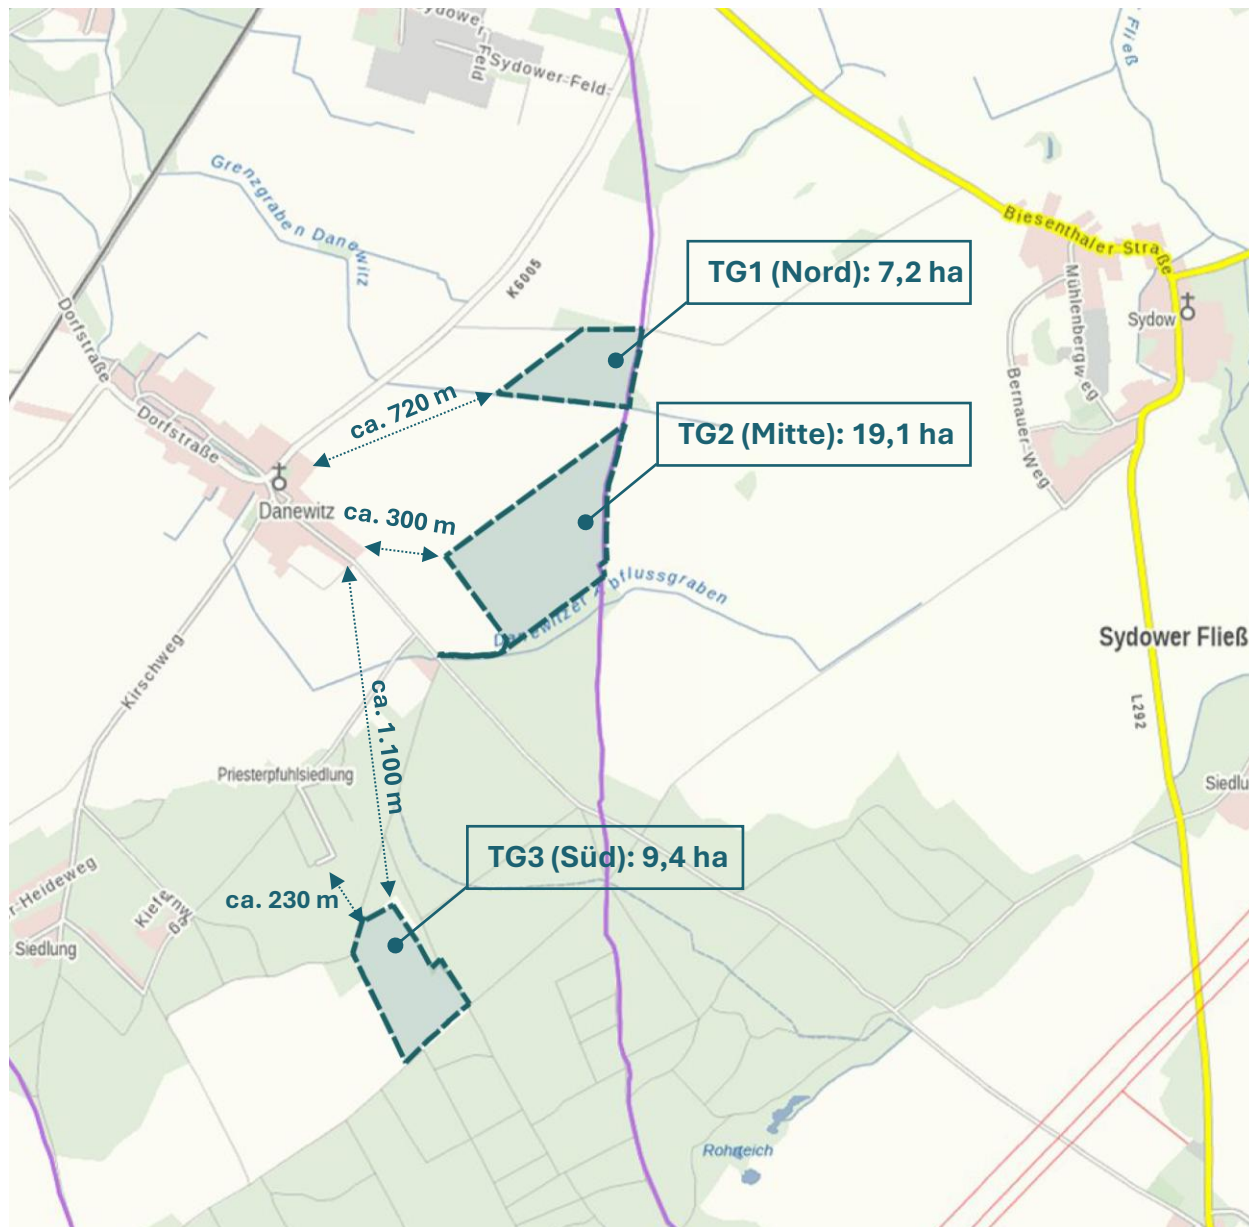 Sydower-Feld
Sydower-Feld
Fließ
Grenzgraben Danewitz
K6005
Biesenthaler Straße
TG1 (Nord): 7,2 ha
Mühlenbergweg
Sydow
Dorfstraße
Bernauer-Weg
ca. 720 m
Dorfstraße
TG2 (Mitte): 19,1 ha
Danewitz
ca. 300 m
Danewitzer Abflussgraben
Sydower Fließ
Kirschweg
ca. 1.100 m
L292
Priesterpfuhlsiedlung
Siedlu
TG3 (Süd): 9,4 ha
r-Heideweg
ca. 230 m
Kiefernweg
Siedlung
Rohrteich